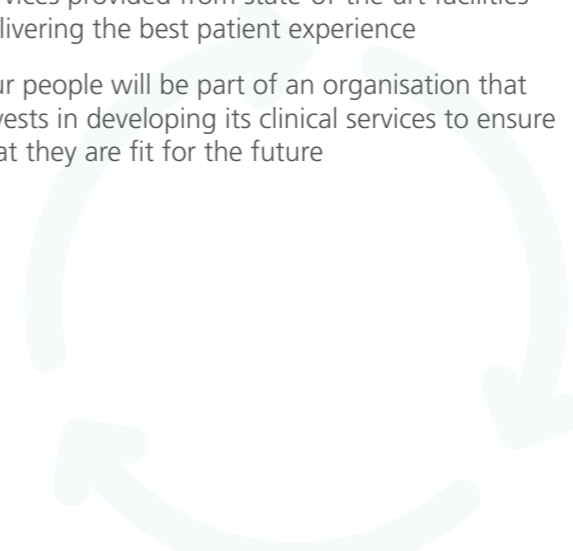 rvices provided from state-of-the-art facilities
livering the best patient experience
ur people will be part of an organisation that
vests in developing its clinical services to ensure
at they are fit for the future